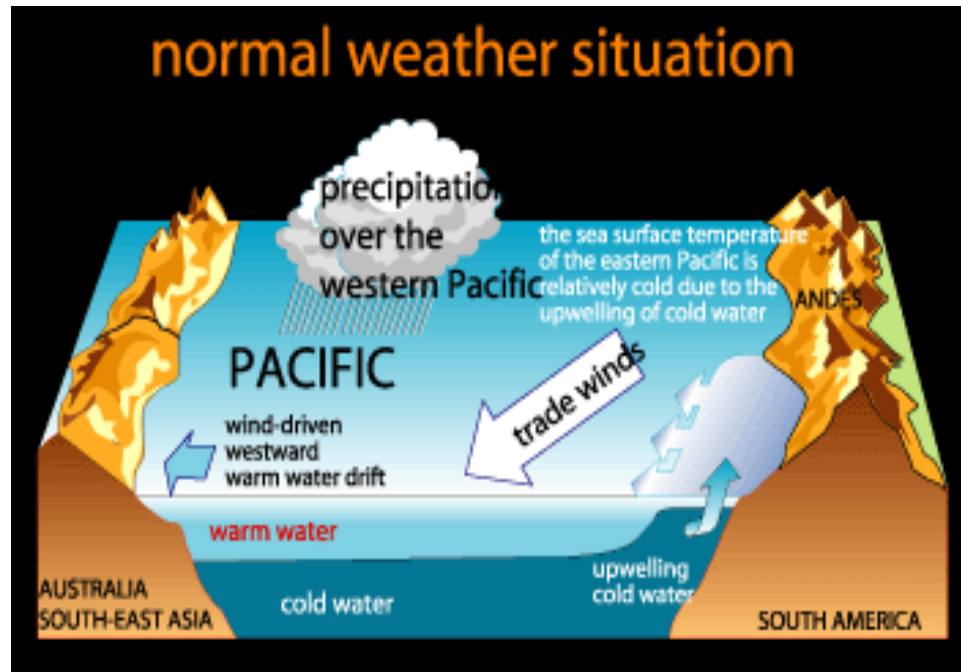 normal weather situation
precipitation
over the
western Pacific
the sea surface temperature
of the eastern Pacific is
relatively cold due to the
upwelling of cold water
ANDES
PACIFIC
trade winds
wind-driven
westward
warm water drift
warm water
upwelling
cold water
cold water
AUSTRALIA
SOUTH-EAST ASIA
SOUTH AMERICA